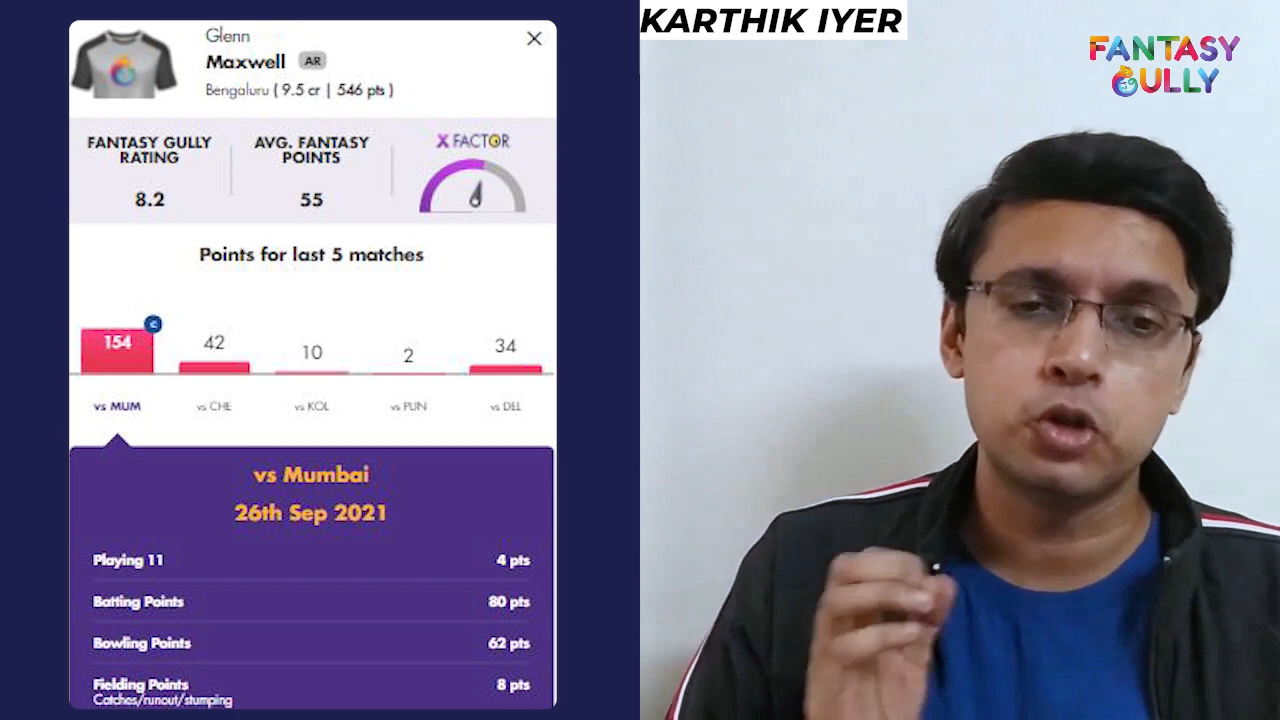 Glenn
Maxwell AR
Bengaluru ( 9.5 cr | 546 pts )
FANTASY GULLY RATING
8.2
AVG. FANTASY POINTS
55
X FACTOR
Points for last 5 matches
154 C 42 10 2 34
vs MUM vs CHE vs KOL vs PUN vs DEL
vs Mumbai
26th Sep 2021
Playing 11 4 pts
Batting Points 80 pts
Bowling Points 62 pts
Fielding Points 8 pts
Catches/runout/stumping
KARTHIK IYER
FANTASY
GULLY